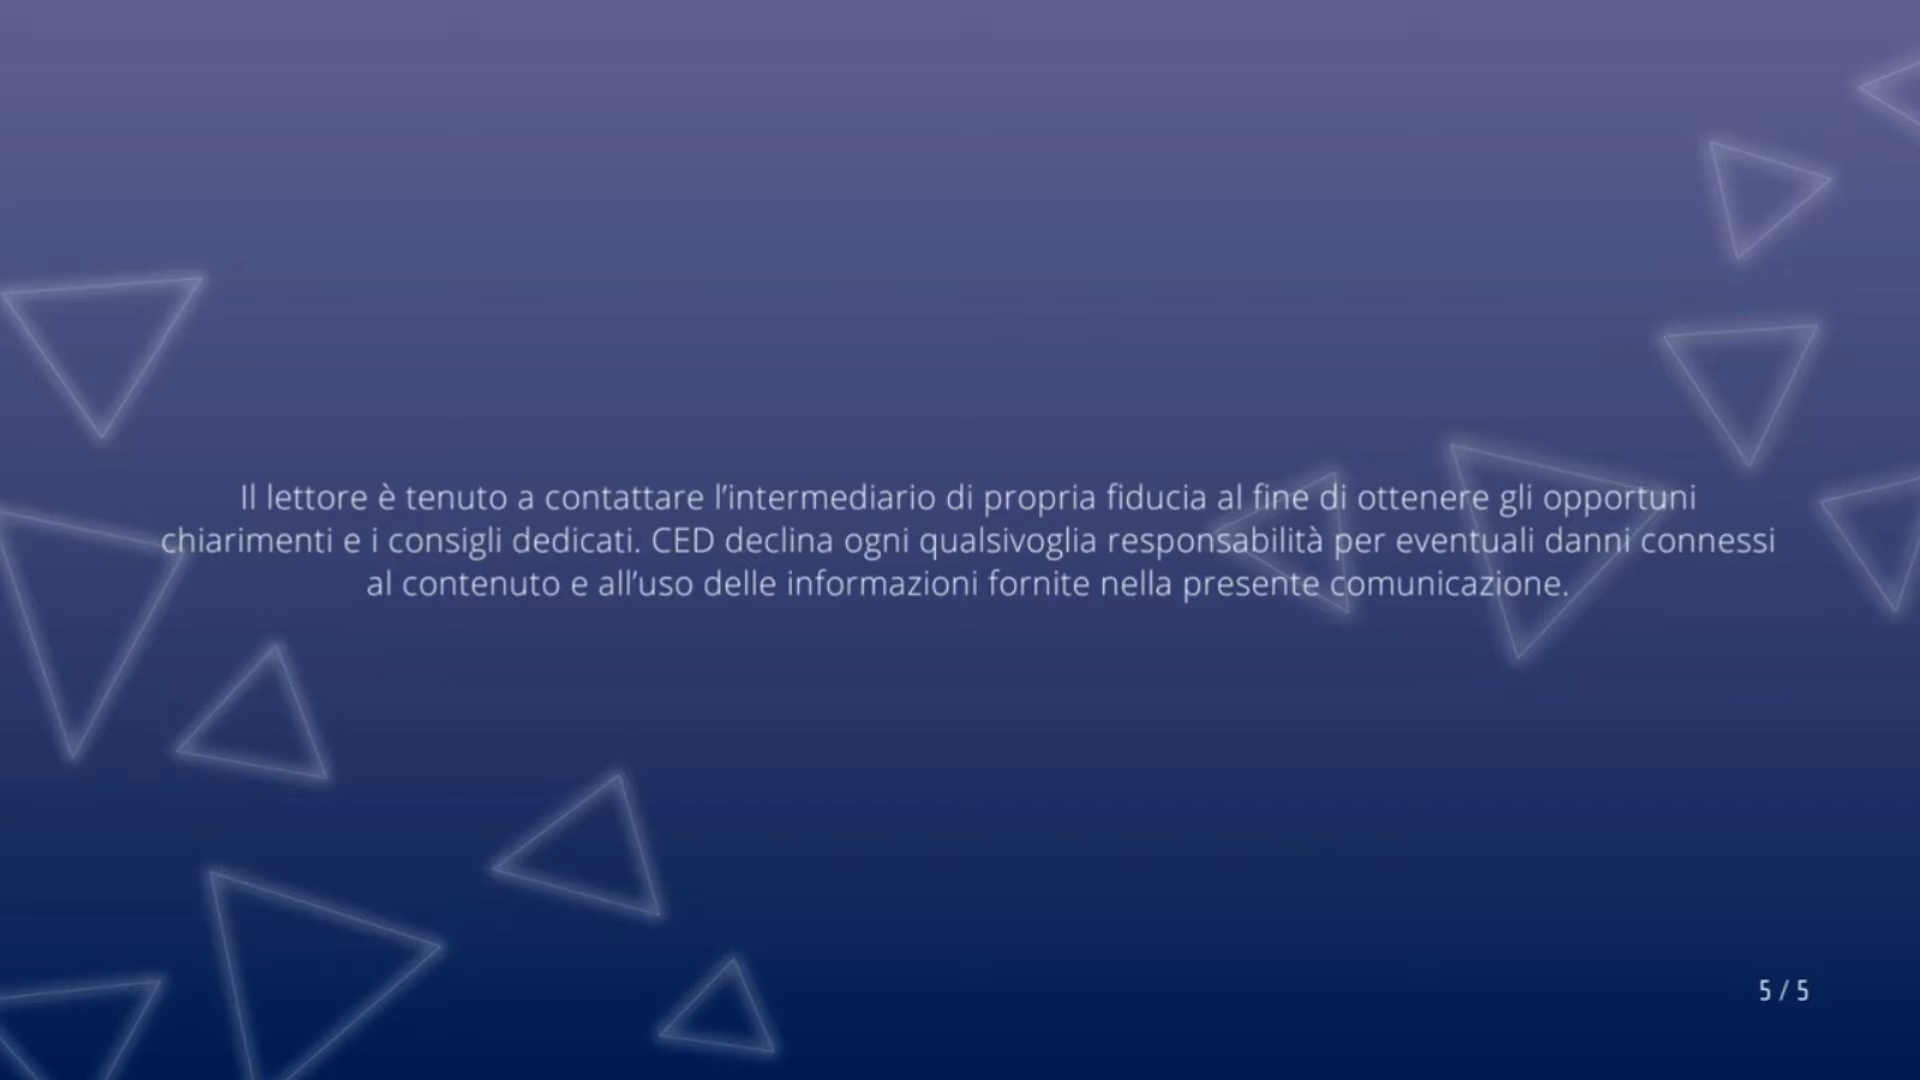 Il lettore è tenuto a contattare l’intermediario di propria fiducia al fine di ottenere gli opportuni
chiarimenti e i consigli dedicati. CED declina ogni qualsivoglia responsabilità per eventuali danni connessi
al contenuto e all’uso delle informazioni fornite nella presente comunicazione.
5 / 5